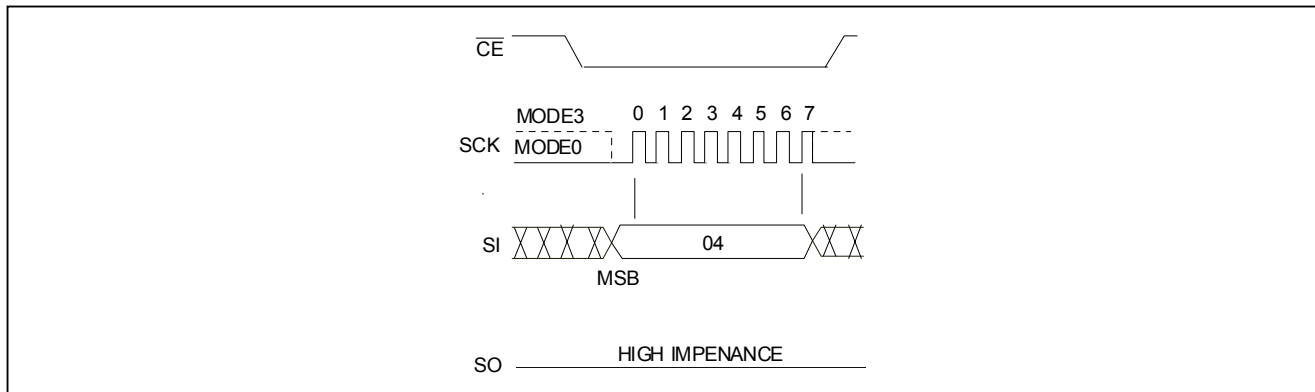 CE
MODE3 0 1 2 3 4 5 6 7
SCK MODE0
SI 04
MSB
SO HIGH IMPENANCE